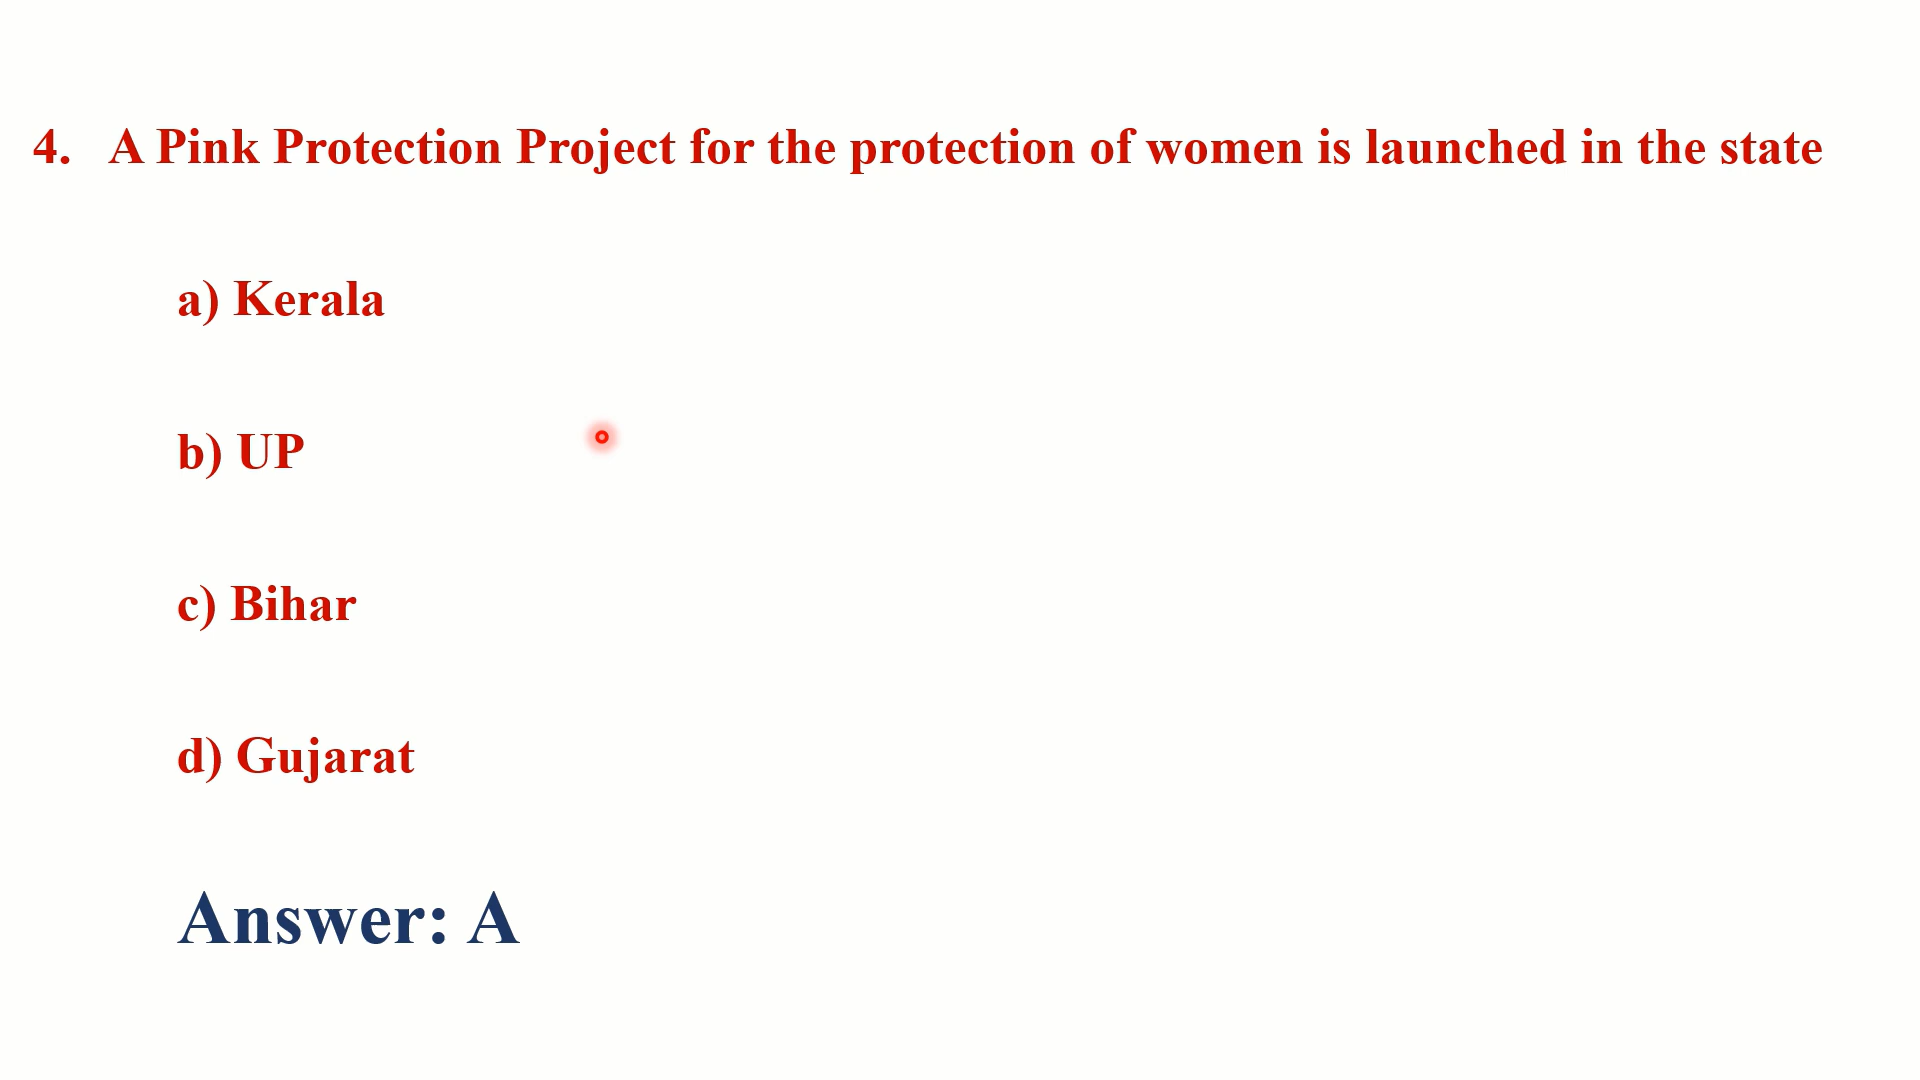 4. A Pink Protection Project for the protection of women is launched in the state
a) Kerala
b) UP
c) Bihar
d) Gujarat
Answer: A